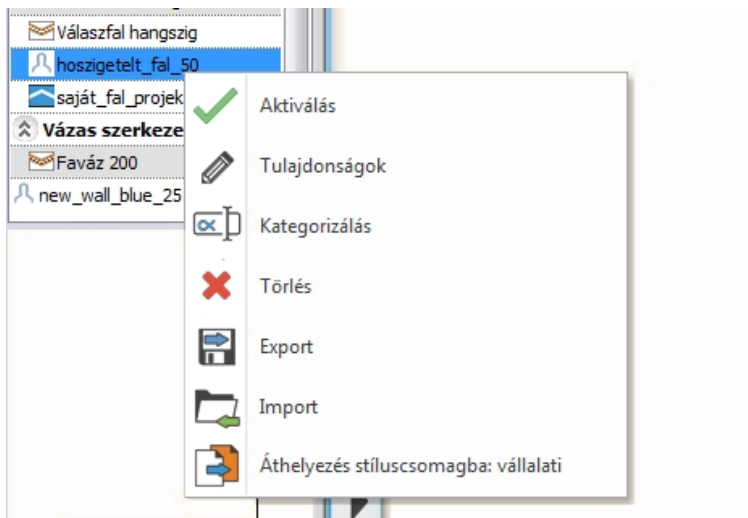 Válaszfal hangszig
hoszigetelt_fal_50
saját_fal_projek
Vázas szerkeze
Faváz 200
new_wall_blue_25
Aktiválás
Tulajdonságok
Kategorizálás
Törlés
Export
Import
Áthelyezés stíluscsomagba: vállalati